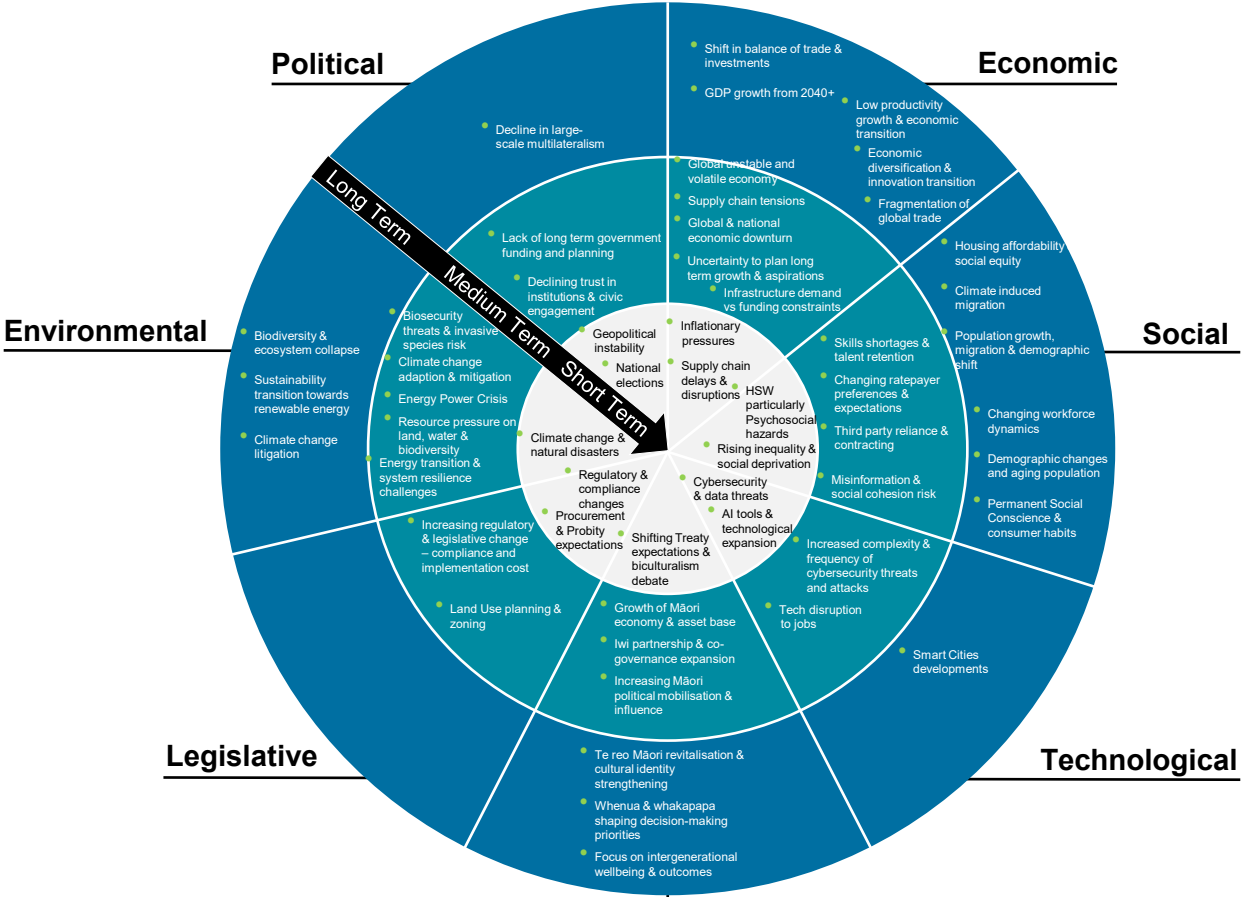 Political
Economic
Environmental
Social
Legislative
Technological
Long Term
Medium Term
Short Term
Decline in large-
scale multilateralism
Lack of long term government
funding and planning
Declining trust in
institutions & civic
engagement
Geopolitical
instability
National
elections
Shift in balance of trade &
investments
GDP growth from 2040+
Low productivity
growth & economic
transition
Economic
diversification &
innovation transition
Fragmentation of
global trade
Global unstable and
volatile economy
Supply chain tensions
Global & national
economic downturn
Uncertainty to plan long
term growth & aspirations
Infrastructure demand
vs funding constraints
Inflationary
pressures
Supply chain
delays &
disruptions
Housing affordability
social equity
Climate induced
migration
Population growth,
migration & demographic
shift
Changing workforce
dynamics
Demographic changes
and aging population
Permanent Social
Conscience &
consumer habits
Skills shortages &
talent retention
Changing ratepayer
preferences &
expectations
Third party reliance &
contracting
Misinformation &
social cohesion risk
HSW
particularly
Psychosocial
hazards
Rising inequality &
social deprivation
Cybersecurity
& data threats
AI tools &
technological
expansion
Increased complexity &
frequency of
cybersecurity threats
and attacks
Tech disruption
to jobs
Smart Cities
developments
Shifting Treaty
expectations &
biculturalism
debate
Growth of Māori
economy & asset base
Iwi partnership & co-
governance expansion
Increasing Māori
political mobilisation &
influence
Te reo Māori revitalisation &
cultural identity
strengthening
Whenua & whakapapa
shaping decision-making
priorities
Focus on intergenerational
wellbeing & outcomes
Regulatory &
compliance
changes
Procurement
& Probity
expectations
Increasing regulatory
& legislative change
– compliance and
implementation cost
Land Use planning &
zoning
Climate change &
natural disasters
Biosecurity
threats & invasive
species risk
Climate change
adaption & mitigation
Energy Power Crisis
Resource pressure on
land, water &
biodiversity
Energy transition &
system resilience
challenges
Biodiversity &
ecosystem collapse
Sustainability
transition towards
renewable energy
Climate change
litigation